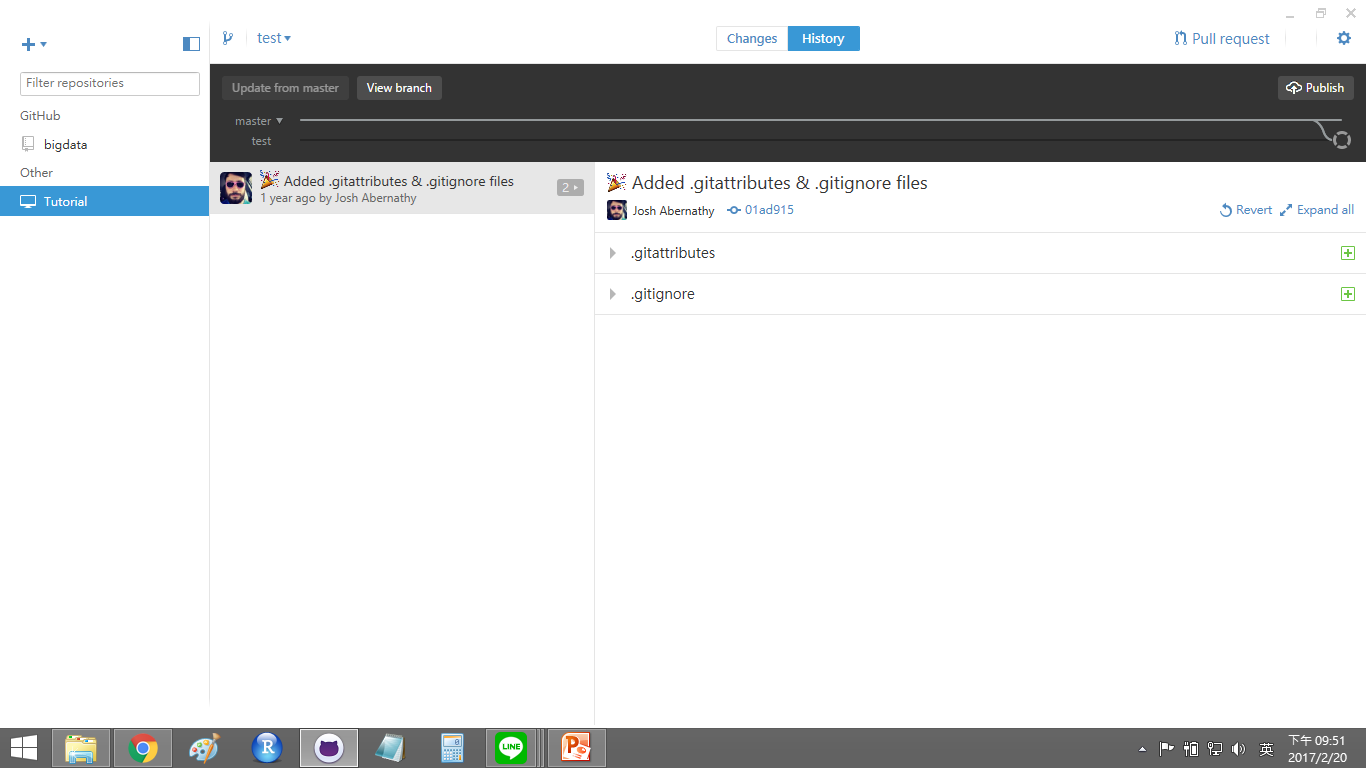 test
Changes
History
Pull request
Filter repositories
GitHub
bigdata
Other
Tutorial
Update from master
View branch
Publish
master
test
Added .gitattributes & .gitignore files
1 year ago by Josh Abernathy
2
Added .gitattributes & .gitignore files
Josh Abernathy
01ad915
Revert
Expand all
.gitattributes
.gitignore
R
LINE
P
英
下午 09:51
2017/2/20